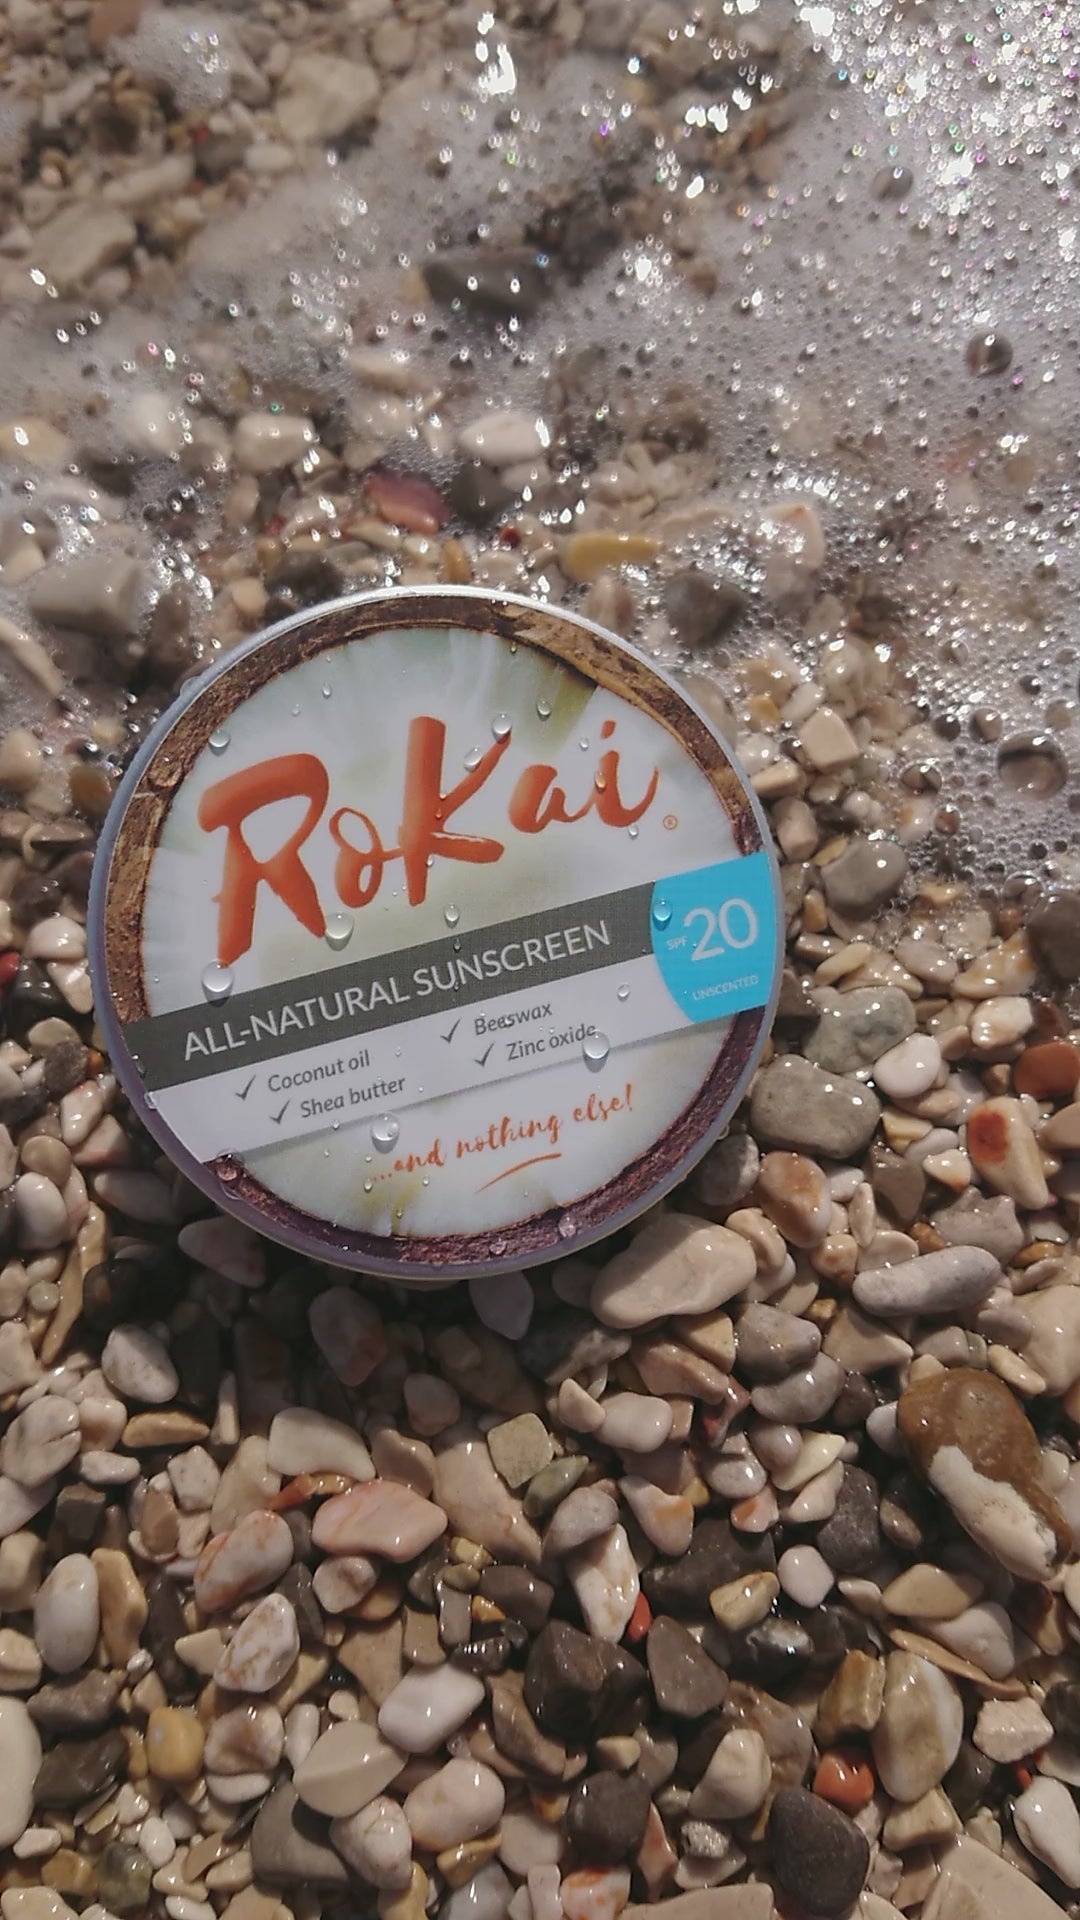 RoKai®
ALL-NATURAL SUNSCREEN
SPF 20
UNSCENTED
✓ Coconut oil ✓ Beeswax
✓ Shea butter ✓ Zinc oxide
...and nothing else!